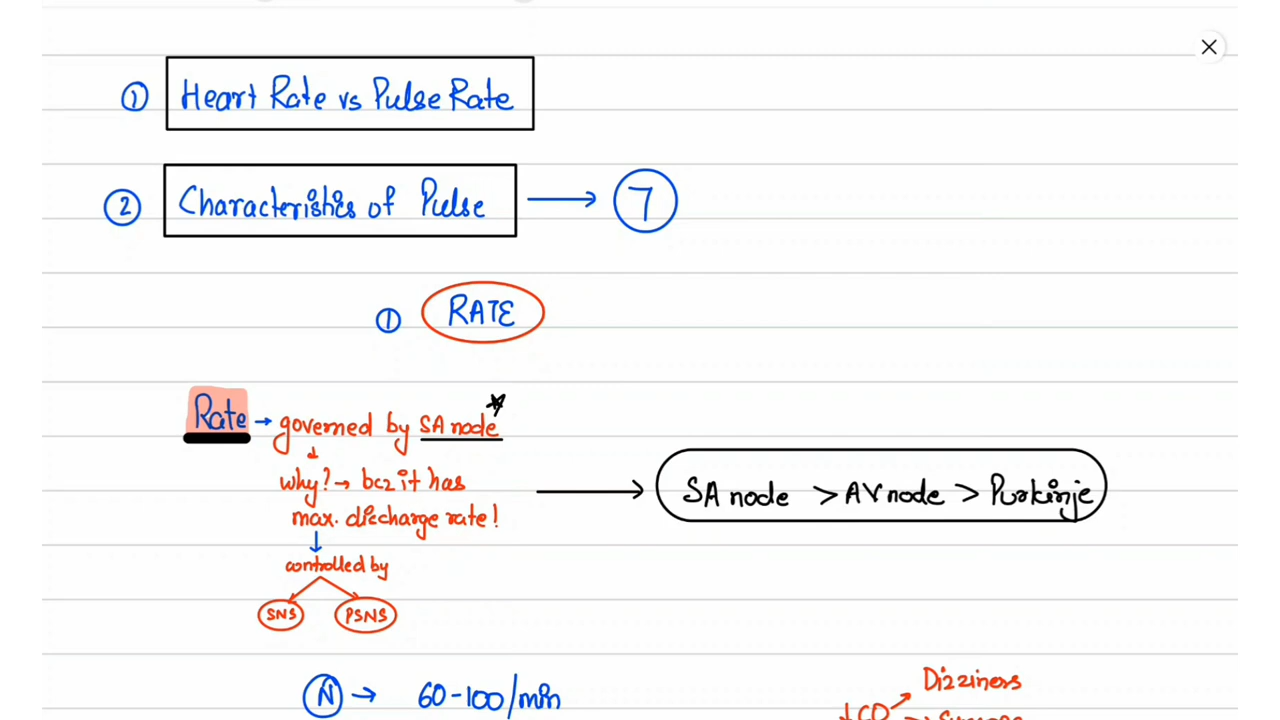 ① Heart Rate vs Pulse Rate
② Characteristics of Pulse → 7
① RATE
Rate → governed by SA node
why? → bcz it has
max. discharge rate!
SA node > AV node > Purkinje
controlled by
SNS PSNS
N → 60-100/min
Dizziness
↓CO